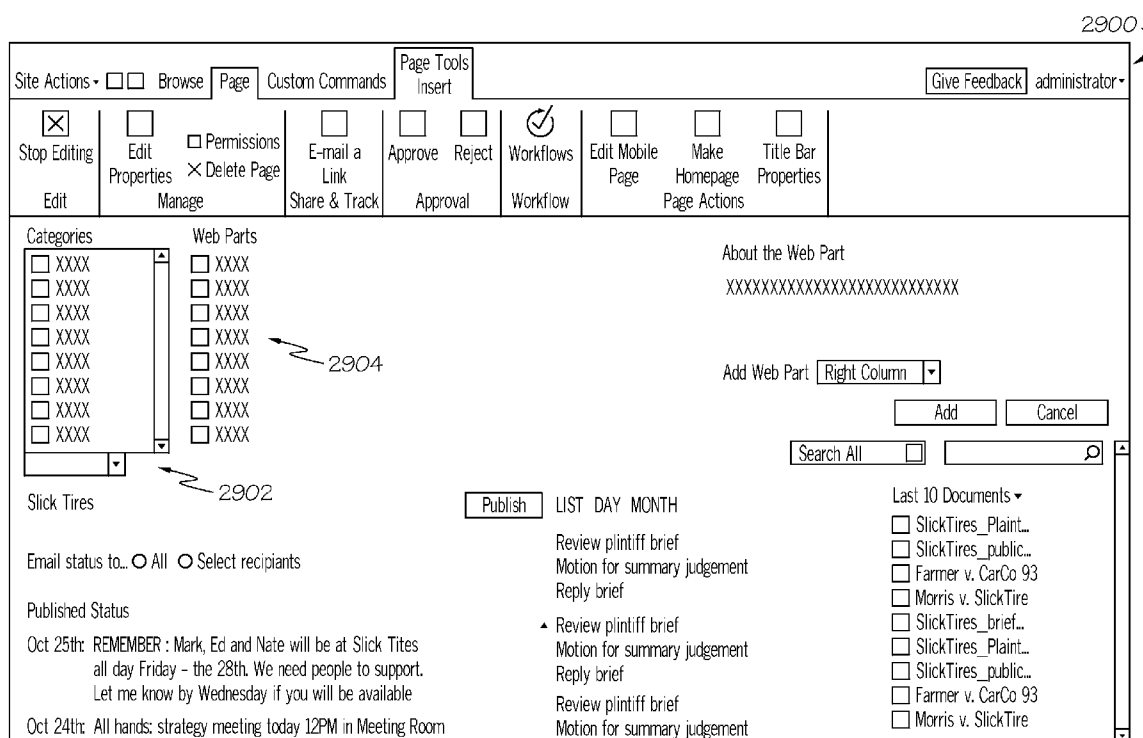 2900
Page Tools
Site Actions Browse Page Custom Commands Insert Give Feedback administrator
Stop Editing Edit Properties Permissions E-mail a Link Approve Reject Workflows Edit Mobile Page Make Homepage Title Bar Properties
Delete Page
Edit Manage Share & Track Approval Workflow Page Actions
Categories Web Parts
About the Web Part
XXXX XXXX
XXXX XXXX
XXXXXXXXXXXXXXXXXXXXXXXXXXX
XXXX XXXX
XXXX XXXX
2904
XXXX XXXX
Add Web Part Right Column
XXXX XXXX
XXXX XXXX
Add Cancel
XXXX XXXX
Search All
2902
Slick Tires
Publish LIST DAY MONTH
Last 10 Documents
SlickTires_Plaint...
SlickTires_public...
Farmer v. CarCo 93
Morris v. SlickTire
SlickTires_brief...
SlickTires_Plaint...
SlickTires_public...
Farmer v. CarCo 93
Morris v. SlickTire
Review plintiff brief
Motion for summary judgement
Reply brief
Review plintiff brief
Motion for summary judgement
Reply brief
Review plintiff brief
Motion for summary judgement
Email status to... All Select recipiants
Published Status
Oct 25th: REMEMBER : Mark, Ed and Nate will be at Slick Tites
all day Friday - the 28th. We need people to support.
Let me know by Wednesday if you will be available
Oct 24th: All hands: strategy meeting today 12PM in Meeting Room